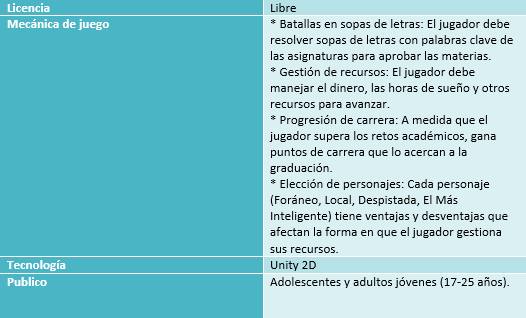 Licencia Libre
Mecánica de juego * Batallas en sopas de letras: El jugador debe
resolver sopas de letras con palabras clave de
las asignaturas para aprobar las materias.
* Gestión de recursos: El jugador debe
manejar el dinero, las horas de sueño y otros
recursos para avanzar.
* Progresión de carrera: A medida que el
jugador supera los retos académicos, gana
puntos de carrera que lo acercan a la
graduación.
* Elección de personajes: Cada personaje
(Foráneo, Local, Despistada, El Más
Inteligente) tiene ventajas y desventajas que
afectan la forma en que el jugador gestiona
sus recursos.
Tecnología Unity 2D
Publico Adolescentes y adultos jóvenes (17-25 años).